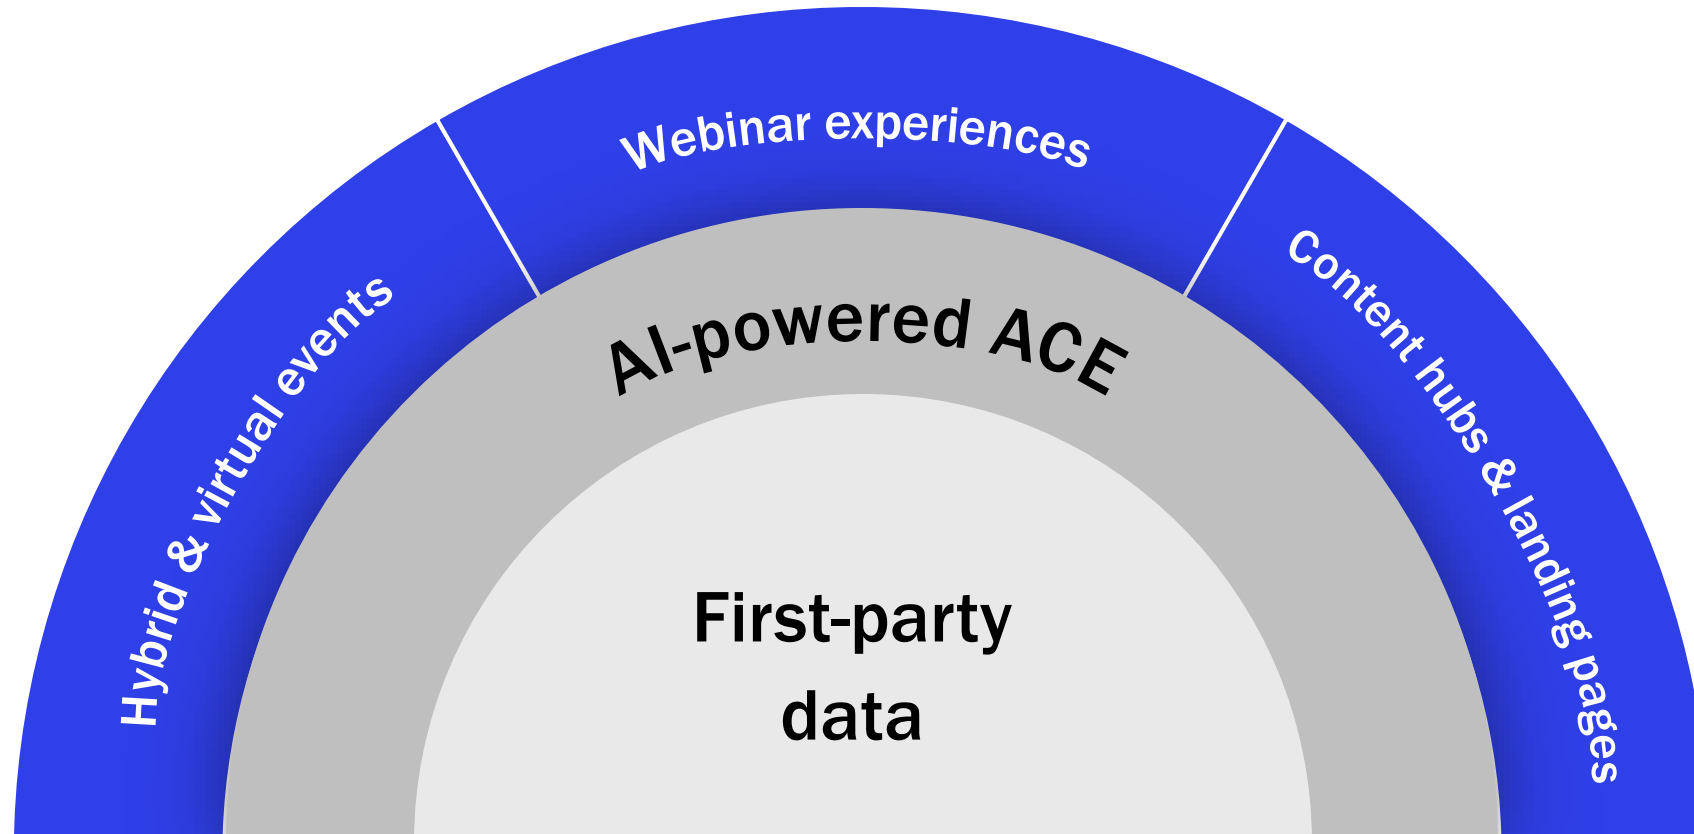 Webinar experiences
Hybrid & virtual events
Content hubs & landing pages
AI-powered ACE
First-party
data